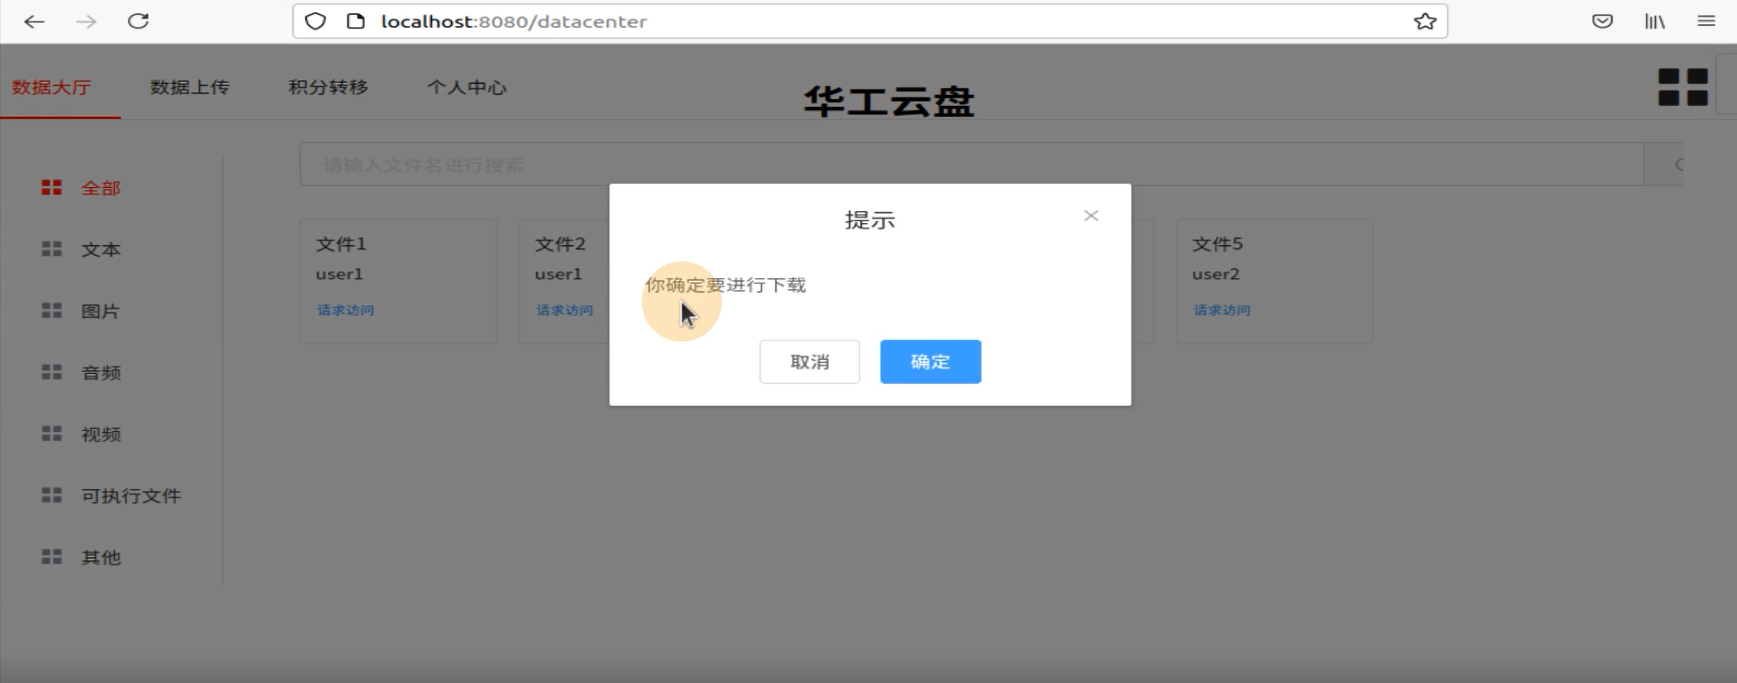 localhost:8080/datacenter
数据大厅 数据上传 积分转移 个人中心
华工云盘
请输入文件名进行搜索
全部
文本
图片
音频
视频
可执行文件
其他
文件1
user1
请求访问
文件2
user1
请求访问
文件5
user2
请求访问
提示
你确定要进行下载
取消 确定